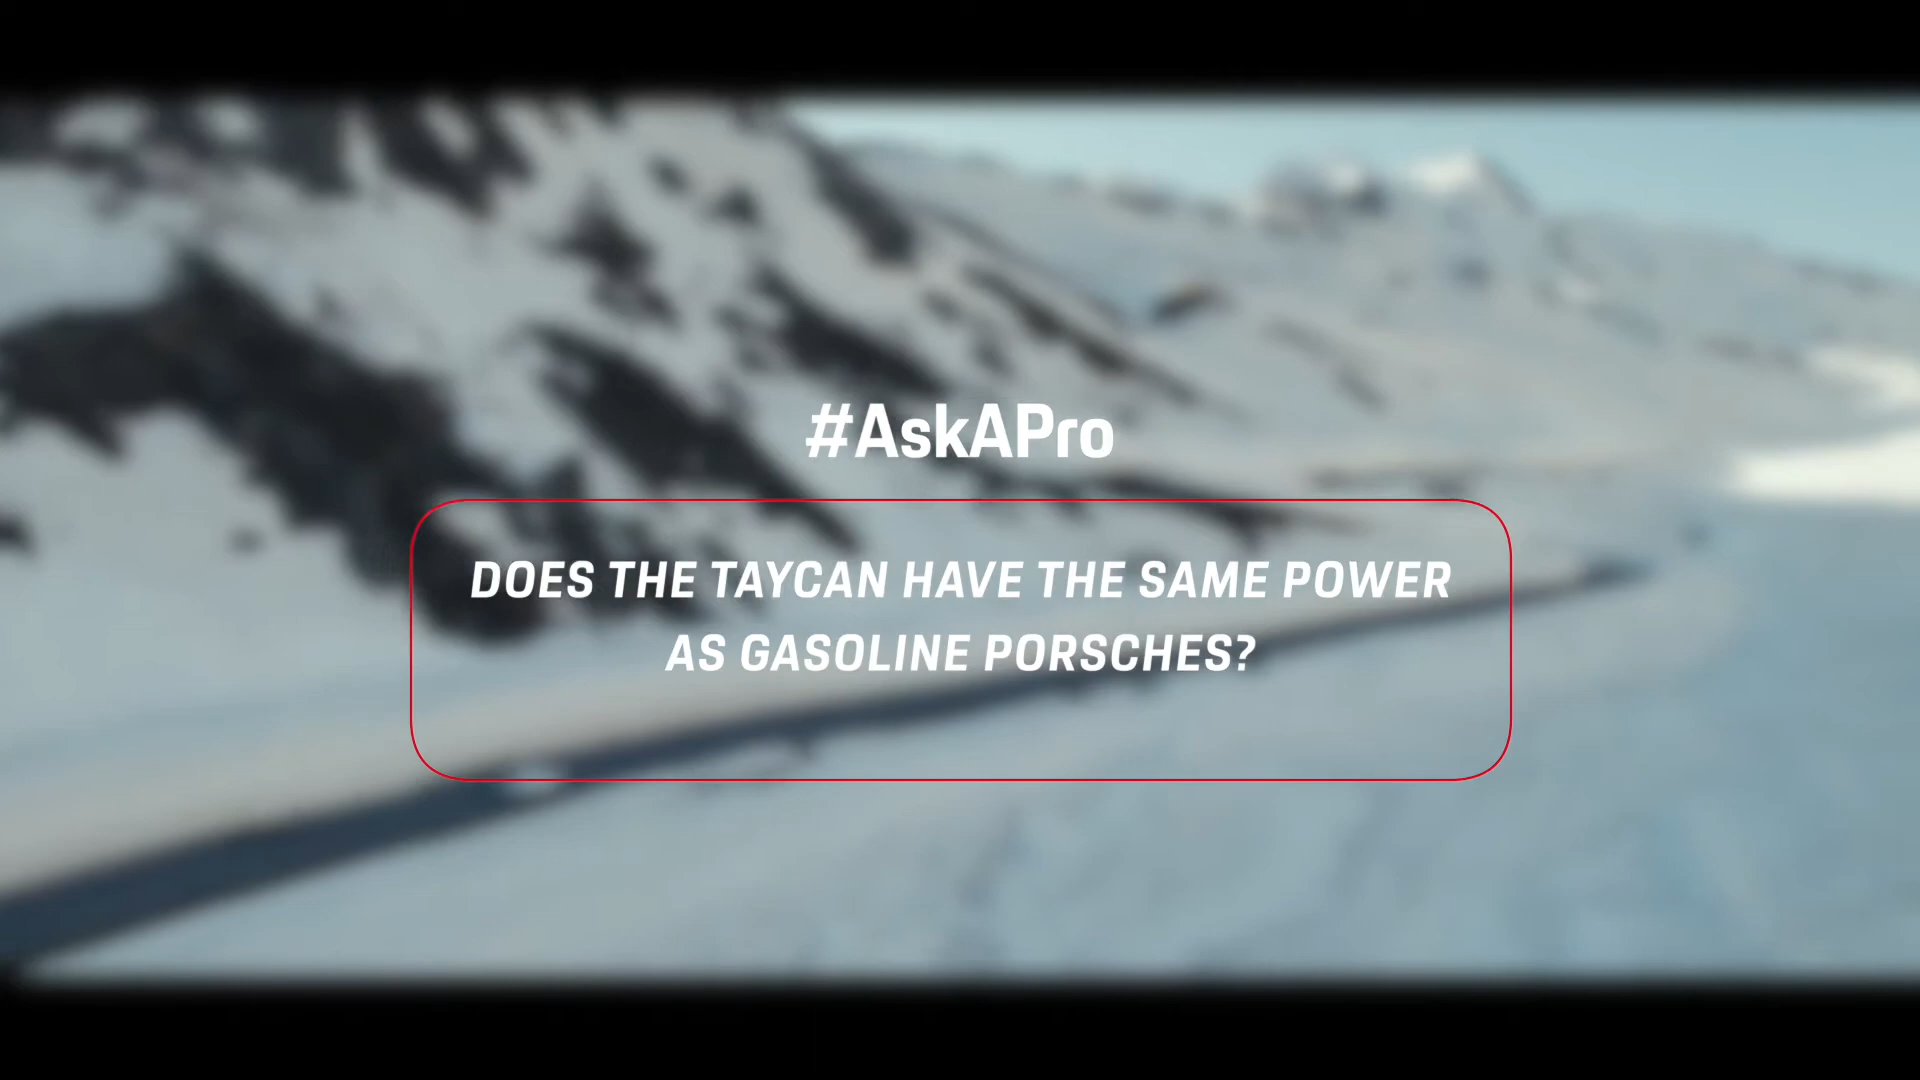 #AskAPro
DOES THE TAYCAN HAVE THE SAME POWER
AS GASOLINE PORSCHES?